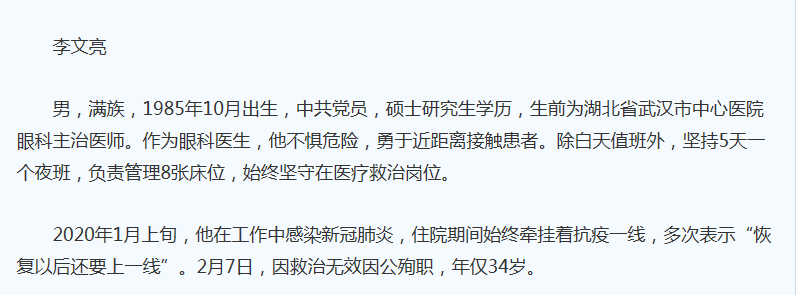 李文亮
男，满族，1985年10月出生，中共党员，硕士研究生学历，生前为湖北省武汉市中心医院
眼科主治医师。作为眼科医生，他不惧危险，勇于近距离接触患者。除白天值班外，坚持5天一
个夜班，负责管理8张床位，始终坚守在医疗救治岗位。
2020年1月上旬，他在工作中感染新冠肺炎，住院期间始终牵挂着抗疫一线，多次表示“恢
复以后还要上一线”。2月7日，因救治无效因公殉职，年仅34岁。